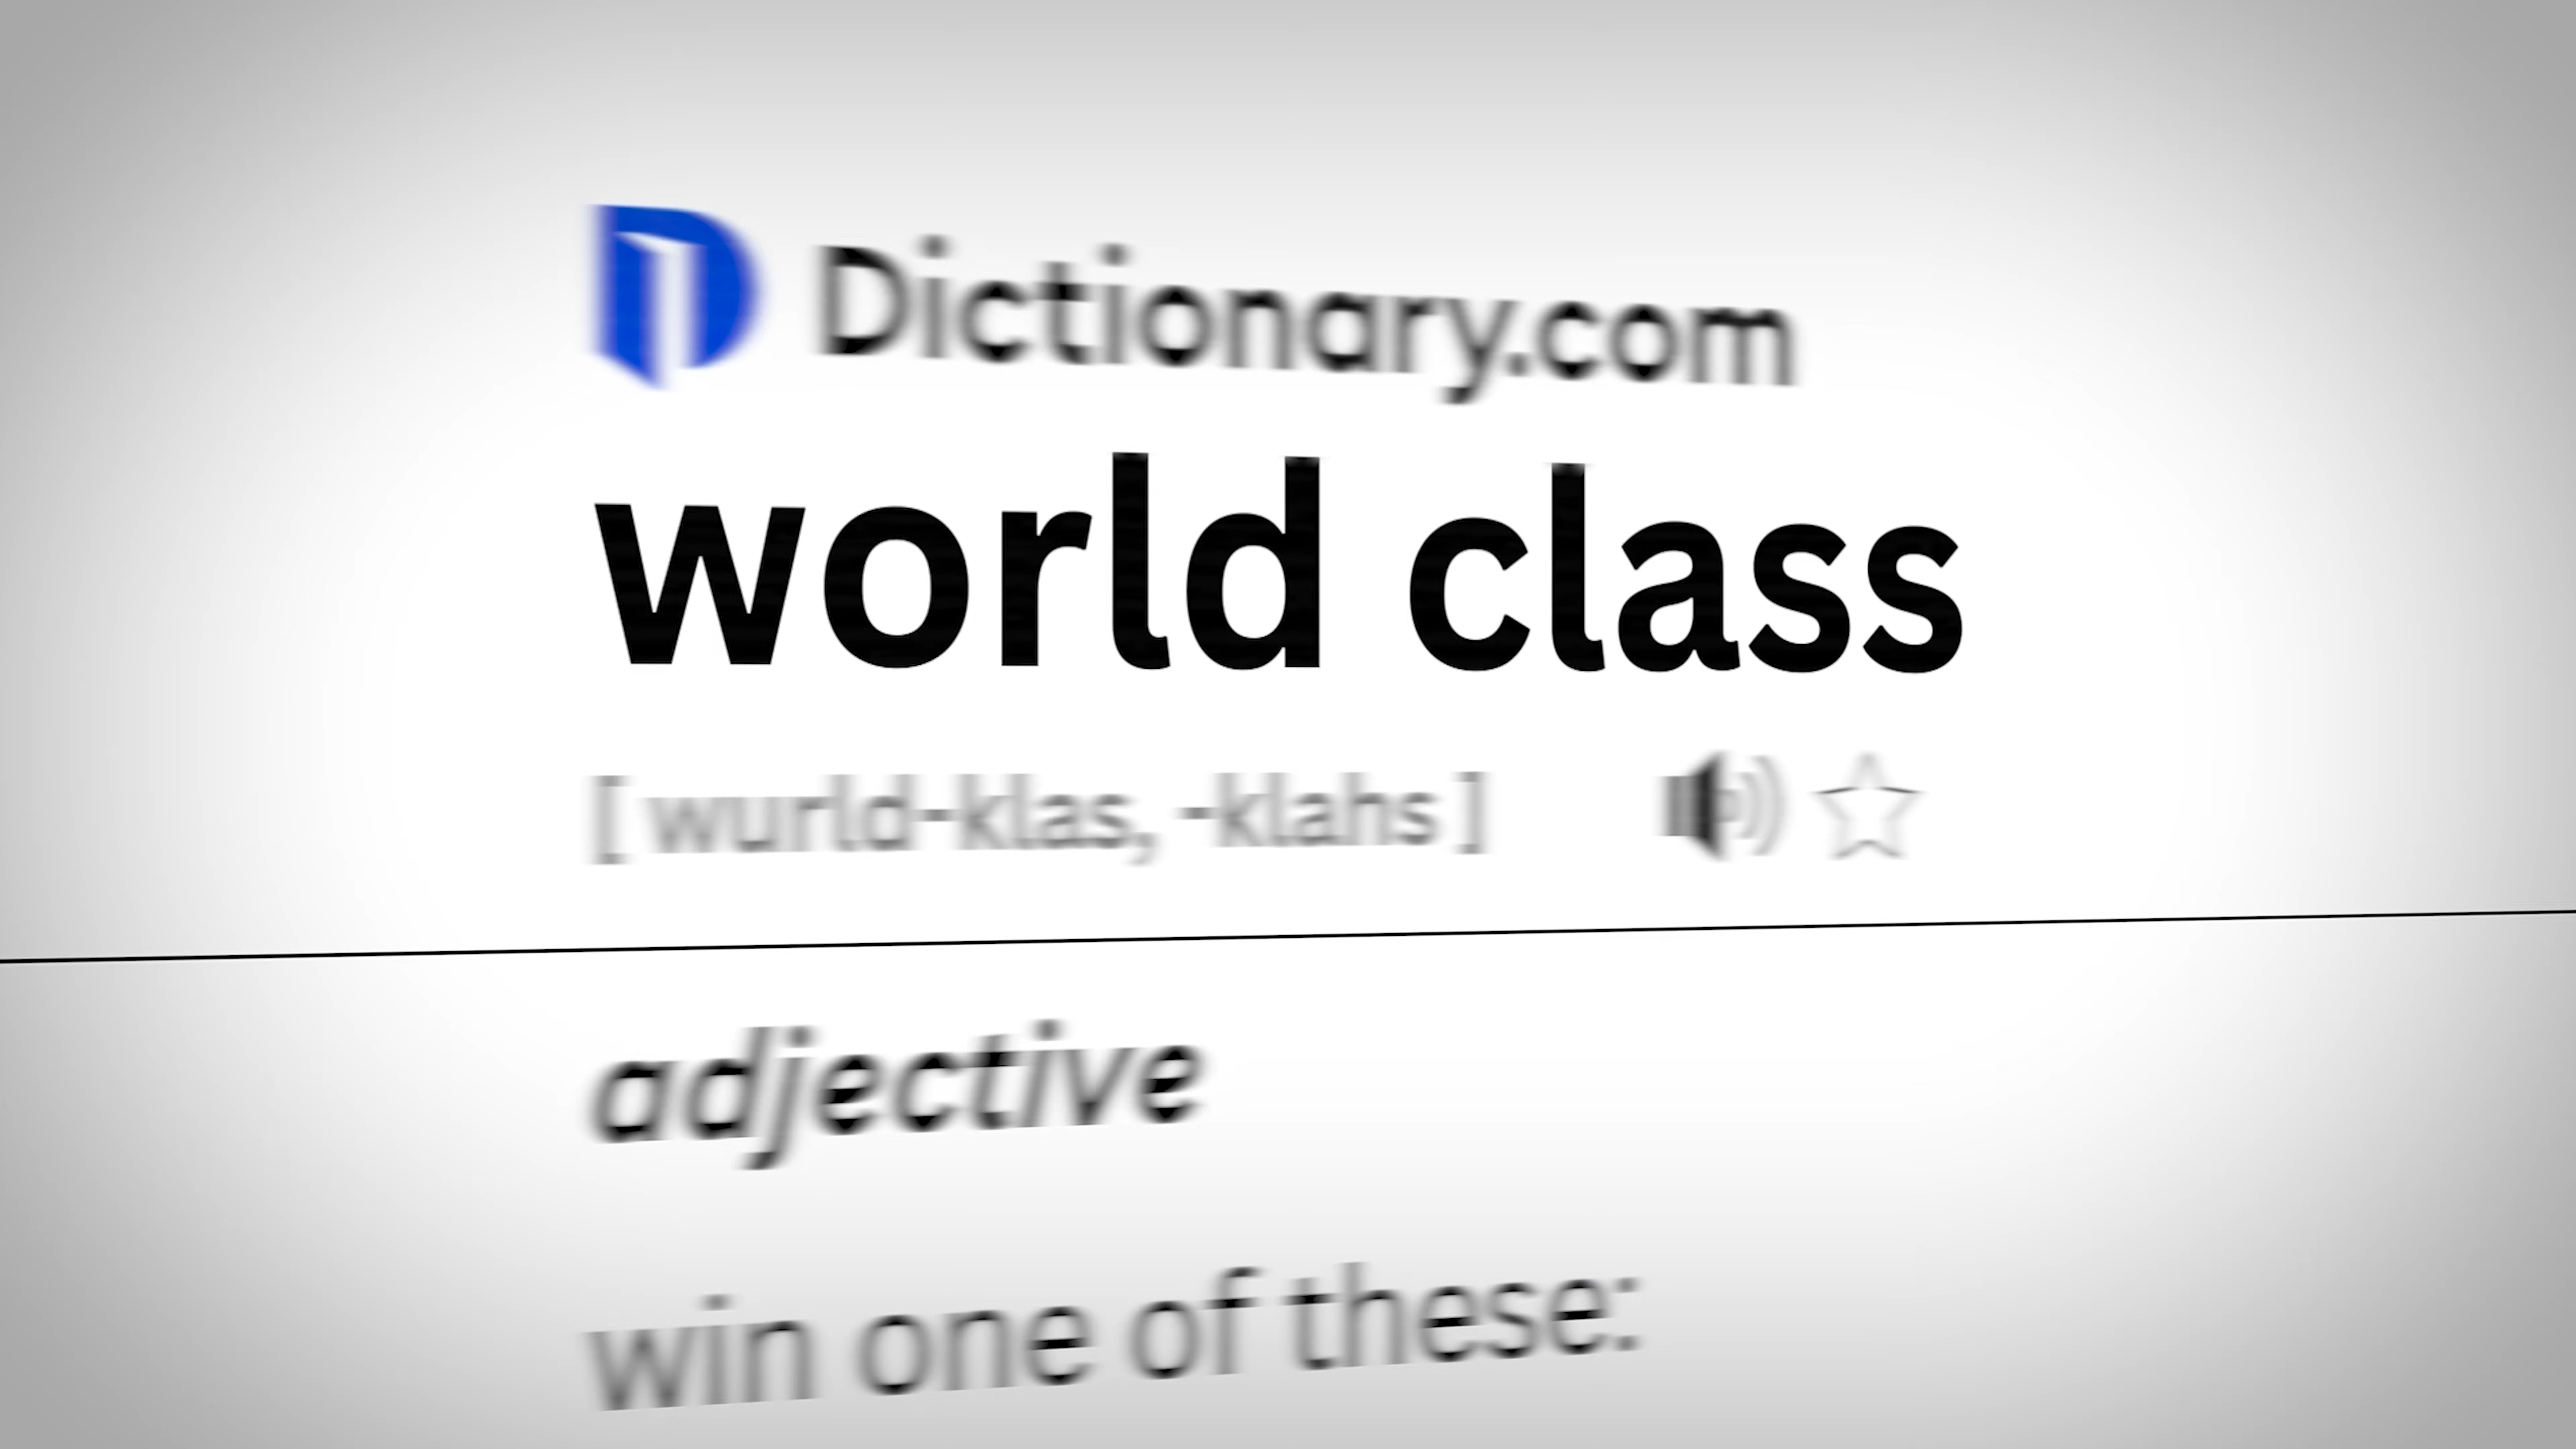 Dictionary.com
world class
[ wurld-klas, -klahs ]
adjective
win one of these: